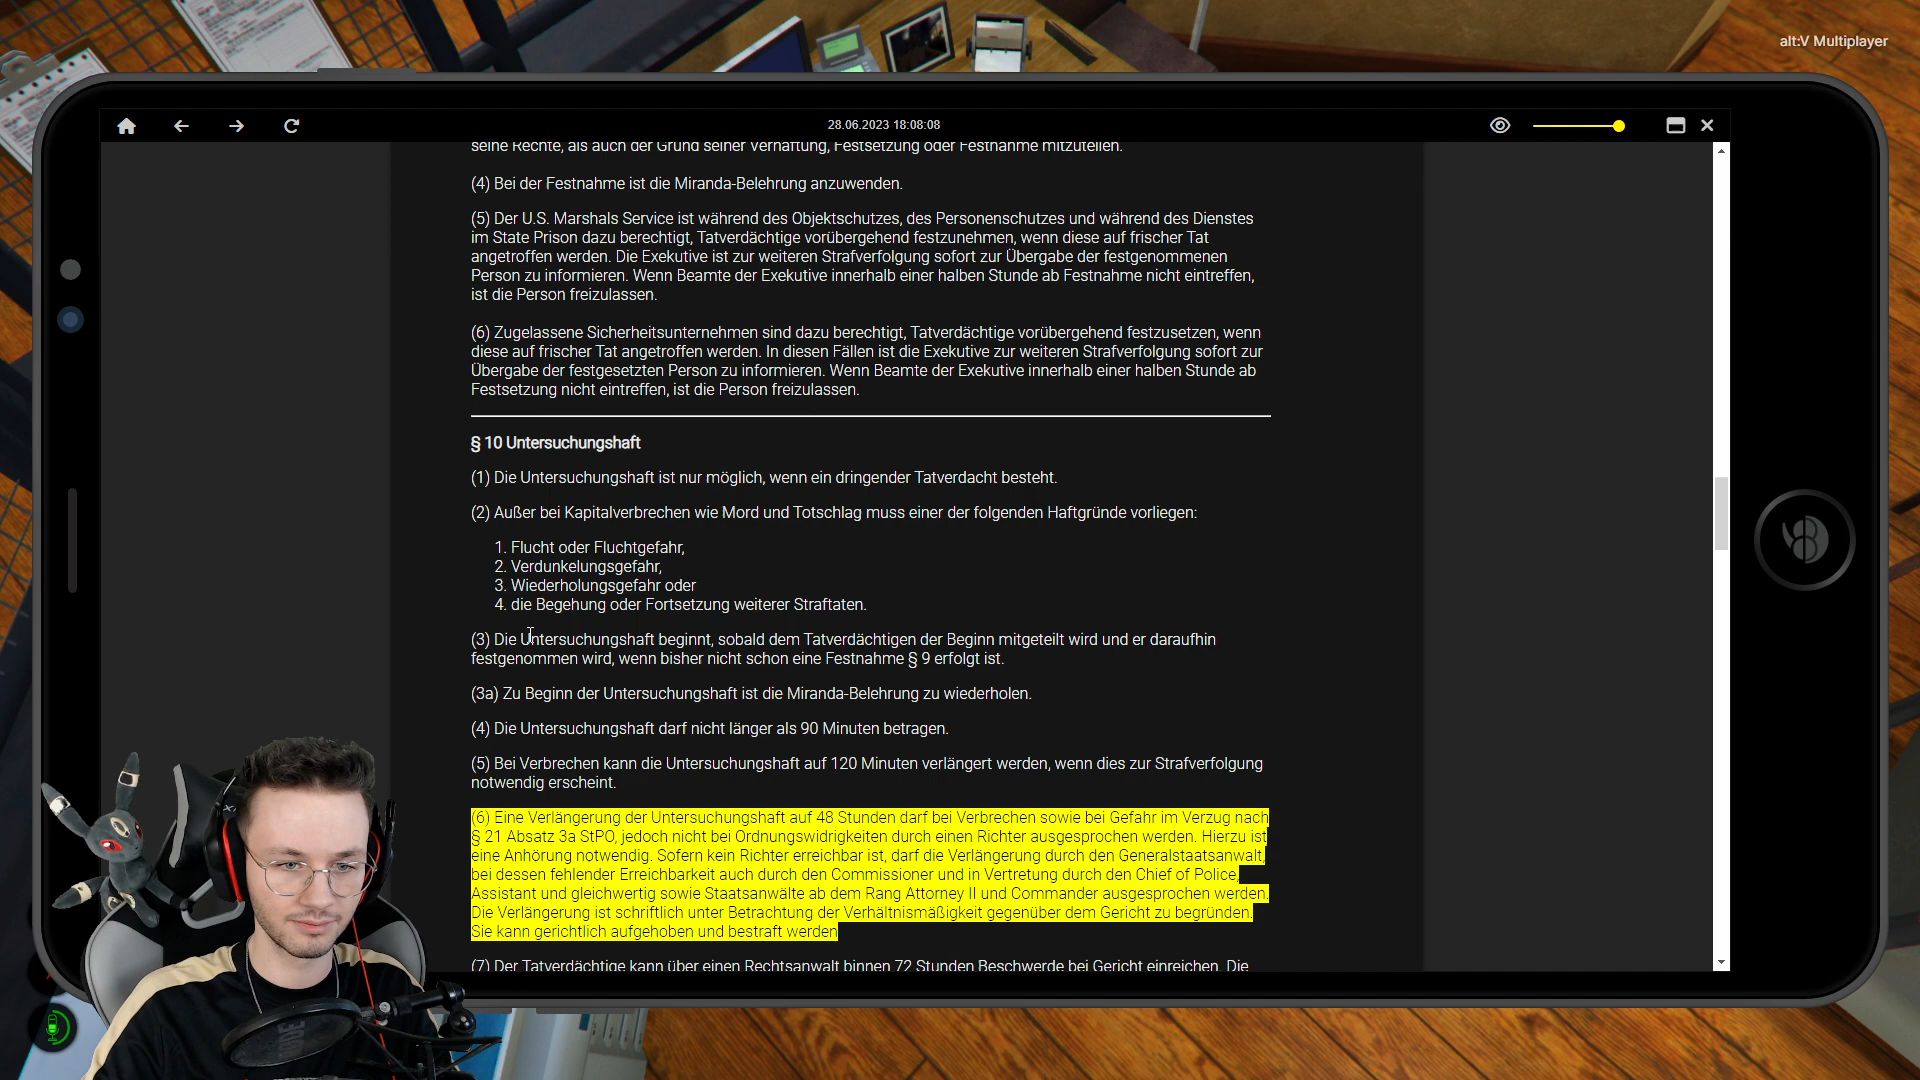 alt:V Multiplayer
28.06.2023 18:08:08
seine Rechte, als auch der Grund seiner Verhaftung, Festsetzung oder Festnahme mitzuteilen.
(4) Bei der Festnahme ist die Miranda-Belehrung anzuwenden.
(5) Der U.S. Marshals Service ist während des Objektschutzes, des Personenschutzes und während des Dienstes
im State Prison dazu berechtigt, Tatverdächtige vorübergehend festzunehmen, wenn diese auf frischer Tat
angetroffen werden. Die Exekutive ist zur weiteren Strafverfolgung sofort zur Übergabe der festgenommenen
Person zu informieren. Wenn Beamte der Exekutive innerhalb einer halben Stunde ab Festnahme nicht eintreffen,
ist die Person freizulassen.
(6) Zugelassene Sicherheitsunternehmen sind dazu berechtigt, Tatverdächtige vorübergehend festzusetzen, wenn
diese auf frischer Tat angetroffen werden. In diesen Fällen ist die Exekutive zur weiteren Strafverfolgung sofort zur
Übergabe der festgesetzten Person zu informieren. Wenn Beamte der Exekutive innerhalb einer halben Stunde ab
Festsetzung nicht eintreffen, ist die Person freizulassen.
§ 10 Untersuchungshaft
(1) Die Untersuchungshaft ist nur möglich, wenn ein dringender Tatverdacht besteht.
(2) Außer bei Kapitalverbrechen wie Mord und Totschlag muss einer der folgenden Haftgründe vorliegen:
1. Flucht oder Fluchtgefahr,
2. Verdunkelungsgefahr,
3. Wiederholungsgefahr oder
4. die Begehung oder Fortsetzung weiterer Straftaten.
(3) Die Untersuchungshaft beginnt, sobald dem Tatverdächtigen der Beginn mitgeteilt wird und er daraufhin
festgenommen wird, wenn bisher nicht schon eine Festnahme § 9 erfolgt ist.
(3a) Zu Beginn der Untersuchungshaft ist die Miranda-Belehrung zu wiederholen.
(4) Die Untersuchungshaft darf nicht länger als 90 Minuten betragen.
(5) Bei Verbrechen kann die Untersuchungshaft auf 120 Minuten verlängert werden, wenn dies zur Strafverfolgung
notwendig erscheint.
(6) Eine Verlängerung der Untersuchungshaft auf 48 Stunden darf bei Verbrechen sowie bei Gefahr im Verzug nach
§ 21 Absatz 3a StPO, jedoch nicht bei Ordnungswidrigkeiten durch einen Richter ausgesprochen werden. Hierzu ist
eine Anhörung notwendig. Sofern kein Richter erreichbar ist, darf die Verlängerung durch den Generalstaatsanwalt,
bei dessen fehlender Erreichbarkeit auch durch den Commissioner und in Vertretung durch den Chief of Police,
Assistant und gleichwertig sowie Staatsanwälte ab dem Rang Attorney II und Commander ausgesprochen werden.
Die Verlängerung ist schriftlich unter Betrachtung der Verhältnismäßigkeit gegenüber dem Gericht zu begründen.
Sie kann gerichtlich aufgehoben und bestraft werden
(7) Der Tatverdächtige kann über einen Rechtsanwalt binnen 72 Stunden Beschwerde bei Gericht einreichen. Die